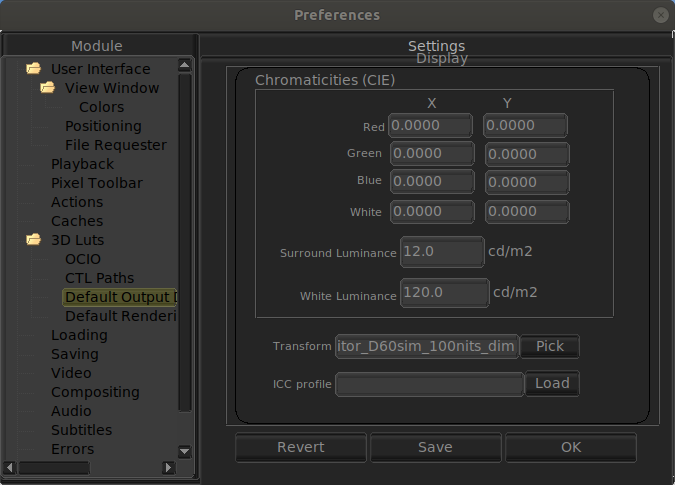 Preferences
Module
User Interface
View Window
Colors
Positioning
File Requester
Playback
Pixel Toolbar
Actions
Caches
3D Luts
OCIO
CTL Paths
Default Output D
Default Renderi
Loading
Saving
Video
Compositing
Audio
Subtitles
Errors
Settings
Display
Chromaticities (CIE)
X Y
Red 0.0000 0.0000
Green 0.0000 0.0000
Blue 0.0000 0.0000
White 0.0000 0.0000
Surround Luminance 12.0 cd/m2
White Luminance 120.0 cd/m2
Transform itor_D60sim_100nits_dim Pick
ICC profile Load
Revert Save OK